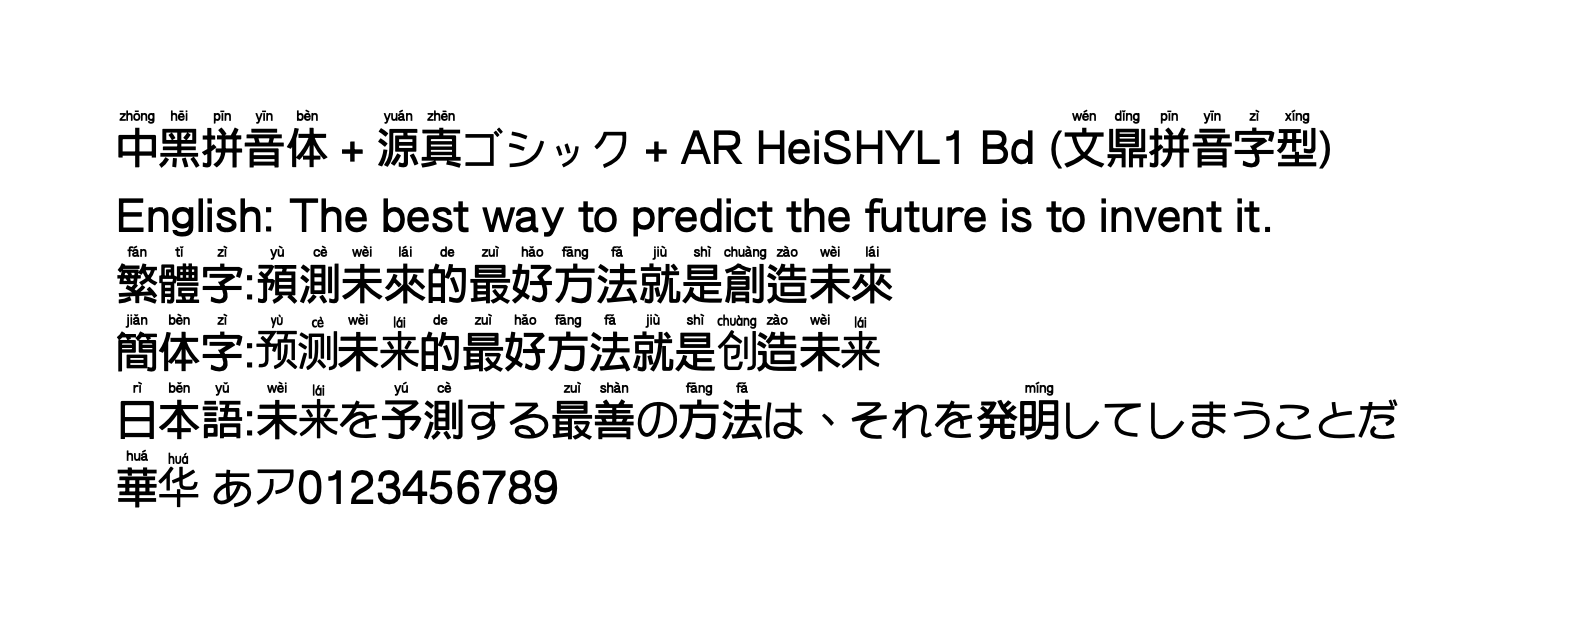 zhōng hēi pīn yīn bèn yuán zhēn wén dǐng pīn yīn zì xíng
中黑拼音体 + 源真ゴシック + AR HeiSHYL1 Bd (文鼎拼音字型)
English: The best way to predict the future is to invent it.
fán tǐ zì yù cè wèi lái de zuì hǎo fāng fǎ jiù shì chuàng zào wèi lái
繁體字:預測未來的最好方法就是創造未來
jiǎn bèn zì yù cè wèi lái de zuì hǎo fāng fǎ jiù shì chuàng zào wèi lái
簡体字:预测未来的最好方法就是创造未来
rì běn yǔ wèi lái yú cè zuì shàn fāng fǎ míng
日本語:未来を予測する最善の方法は、それを発明してしまうことだ
huá huá
華华 あア0123456789